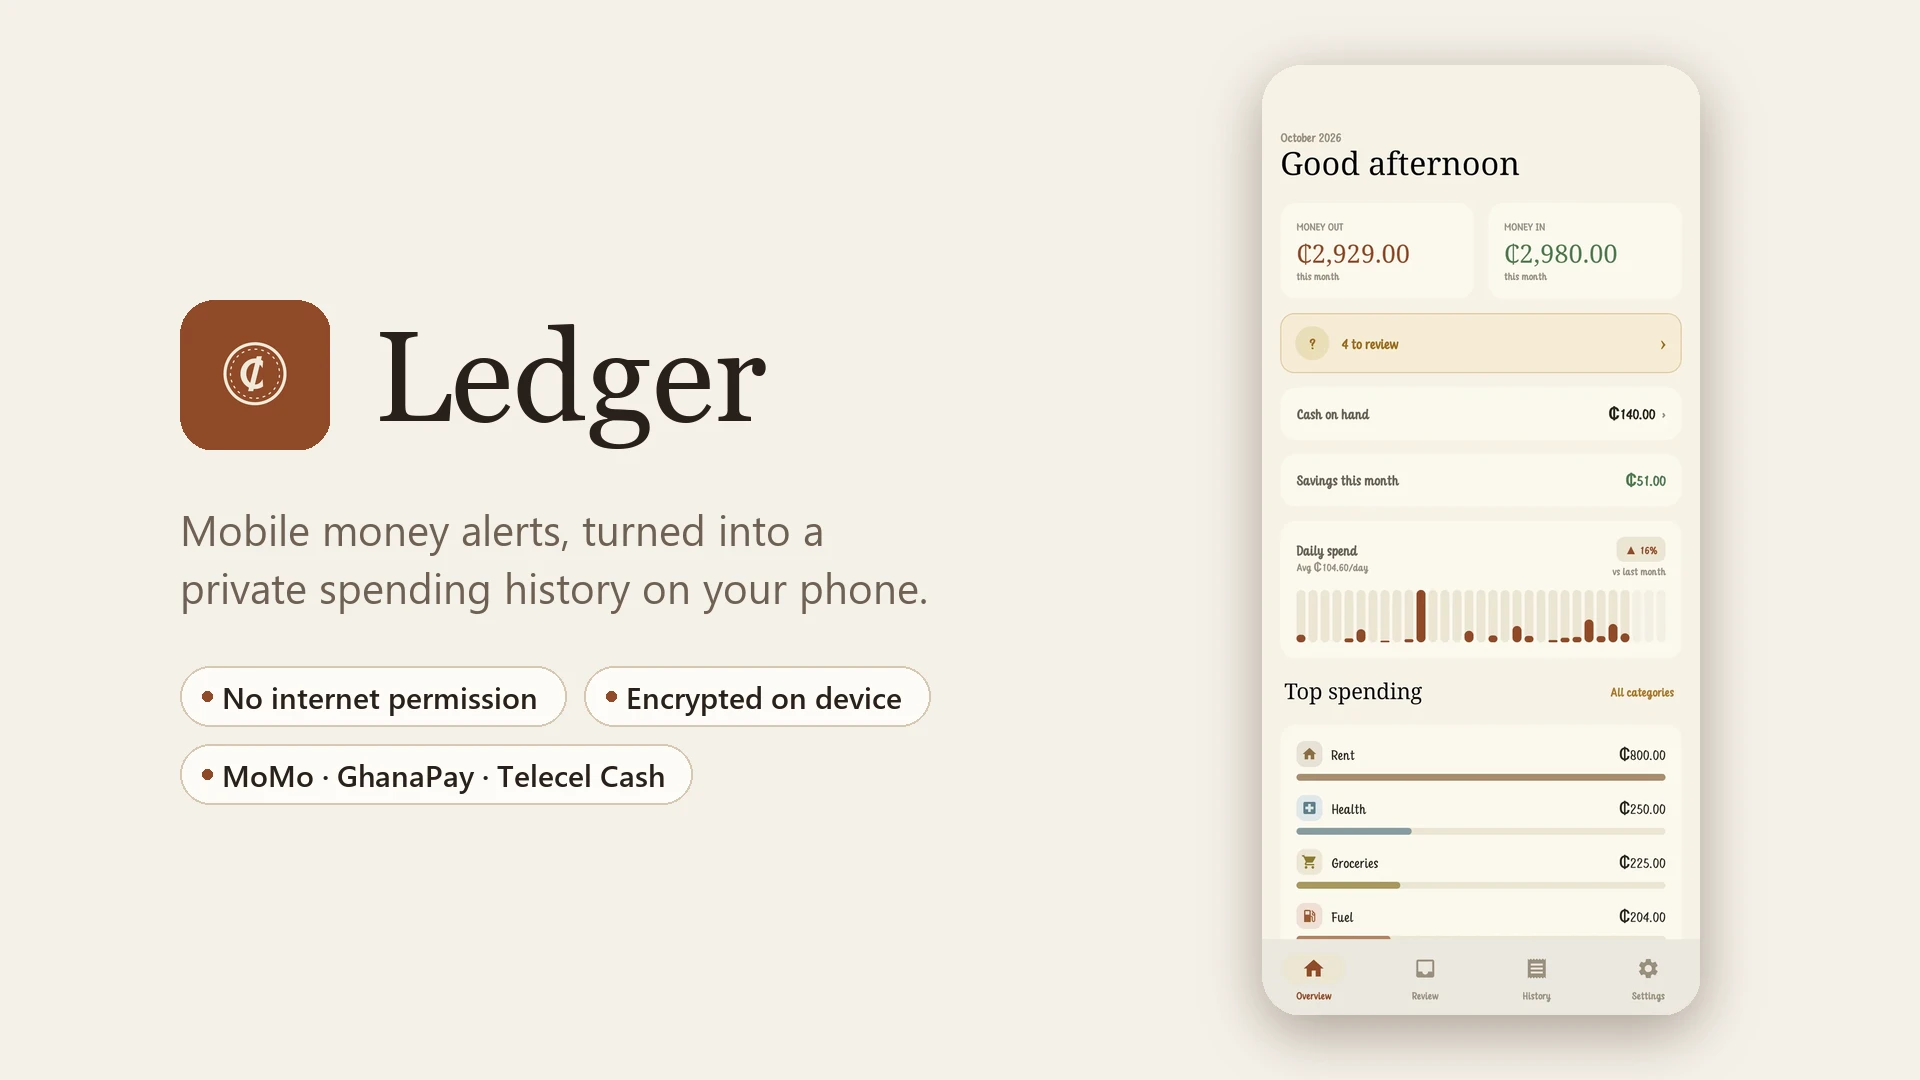 ₵
Ledger
Mobile money alerts, turned into a
private spending history on your phone.
No internet permission
Encrypted on device
MoMo · GhanaPay · Telecel Cash
October 2026
Good afternoon
MONEY OUT
₵2,929.00
this month
MONEY IN
₵2,980.00
this month
? 4 to review ›
Cash on hand ₵140.00 ›
Savings this month ₵51.00
Daily spend
Avg ₵104.60/day
▲ 16%
vs last month
Top spending All categories
Rent ₵800.00
Health ₵250.00
Groceries ₵225.00
Fuel ₵204.00
Overview Review History Settings